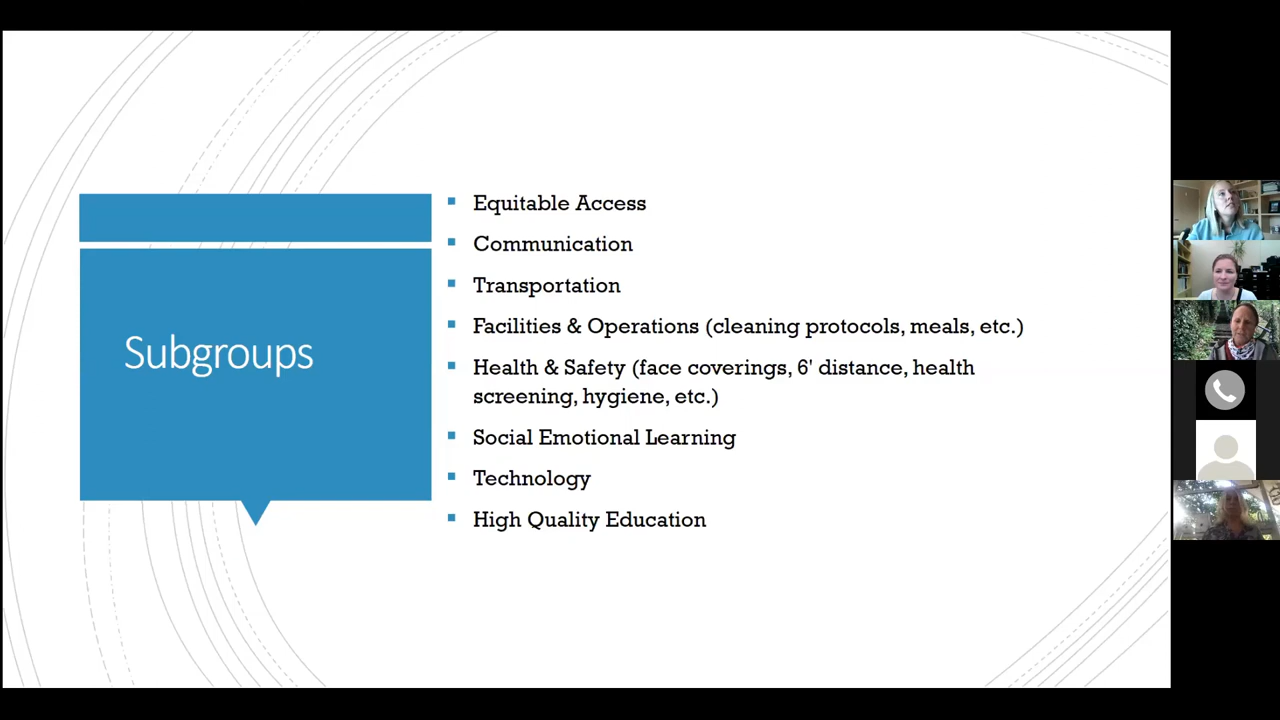 Subgroups
Equitable Access
Communication
Transportation
Facilities & Operations (cleaning protocols, meals, etc.)
Health & Safety (face coverings, 6' distance, health
screening, hygiene, etc.)
Social Emotional Learning
Technology
High Quality Education